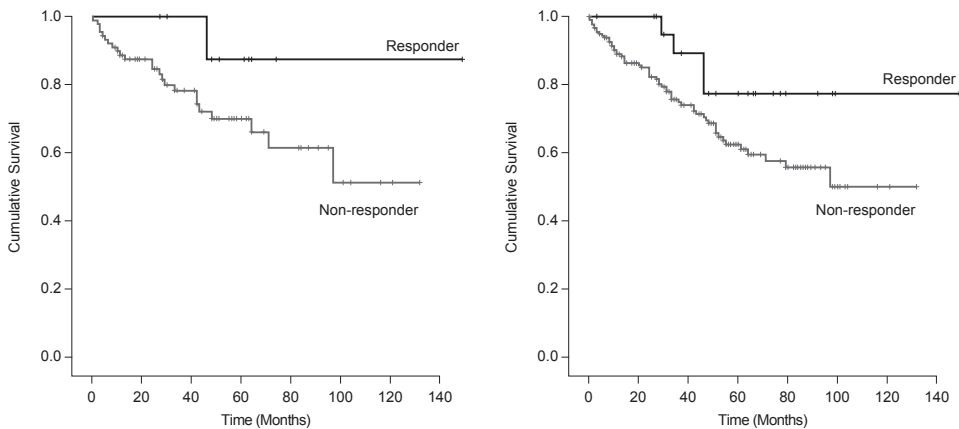 1.0
0.8
0.6
0.4
0.2
0.0
Cumulative Survival
Responder
Non-responder
0 20 40 60 80 100 120 140
Time (Months)
1.0
0.8
0.6
0.4
0.2
0.0
Cumulative Survival
Responder
Non-responder
0 20 40 60 80 100 120 140
Time (Months)